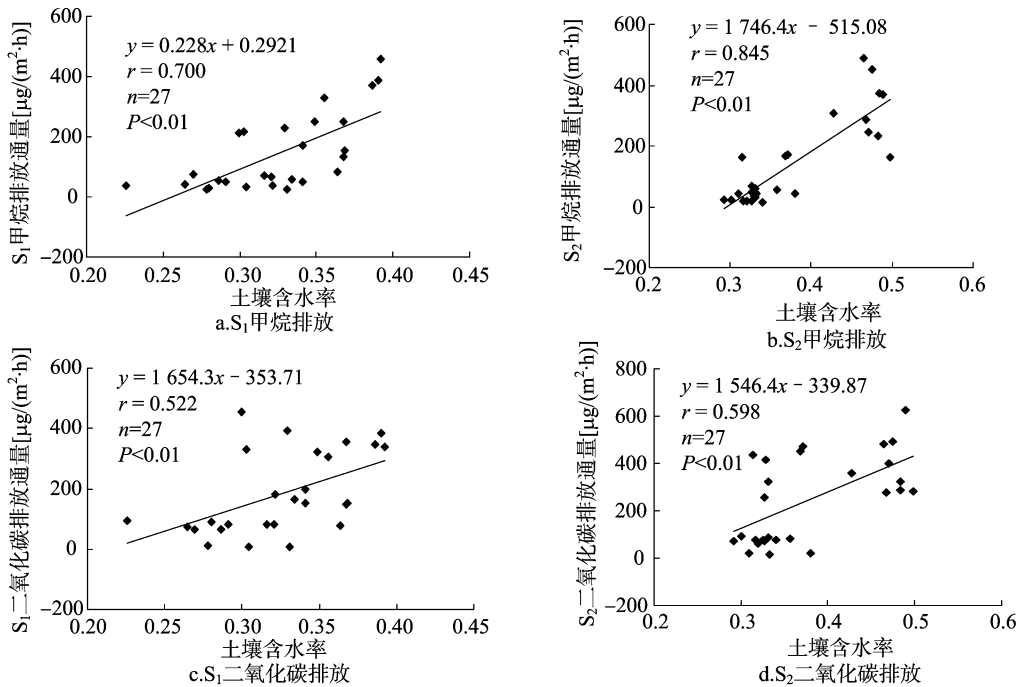 S₁甲烷排放通量[μg/(m²·h)]
600
400
200
0
−200
y = 0.228x + 0.2921
r = 0.700
n=27
P<0.01
0.20 0.25 0.30 0.35 0.40 0.45
土壤含水率
a.S₁甲烷排放
S₂甲烷排放通量[μg/(m²·h)]
600
400
200
0
−200
y = 1 746.4x − 515.08
r = 0.845
n=27
P<0.01
0.2 0.3 0.4 0.5 0.6
土壤含水率
b.S₂甲烷排放
S₁二氧化碳排放通量[μg/(m²·h)]
600
400
200
0
−200
y = 1 654.3x − 353.71
r = 0.522
n=27
P<0.01
0.20 0.25 0.30 0.35 0.40 0.45
土壤含水率
c.S₁二氧化碳排放
S₂二氧化碳排放通量[μg/(m²·h)]
800
600
400
200
0
−200
y = 1 546.4x − 339.87
r = 0.598
n=27
P<0.01
0.2 0.3 0.4 0.5 0.6
土壤含水率
d.S₂二氧化碳排放